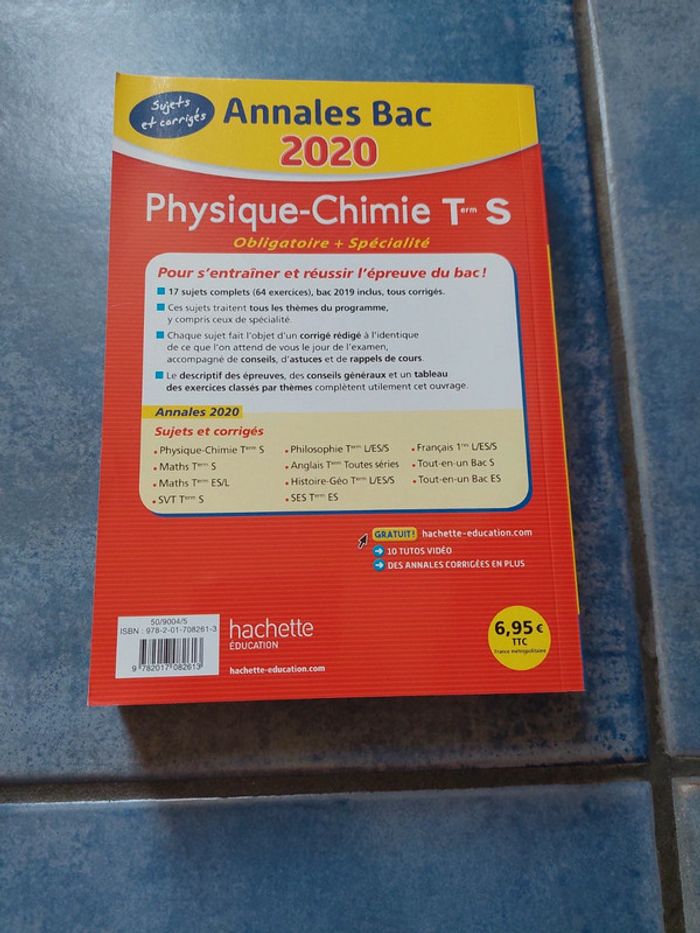 Sujets
et corrigés
Annales Bac
2020
Physique-Chimie Term S
Obligatoire + Spécialité
Pour s'entraîner et réussir l'épreuve du bac !
17 sujets complets (64 exercices), bac 2019 inclus, tous corrigés.
Ces sujets traitent tous les thèmes du programme,
y compris ceux de spécialité.
Chaque sujet fait l'objet d'un corrigé rédigé à l'identique
de ce que l'on attend de vous le jour de l'examen,
accompagné de conseils, d'astuces et de rappels de cours.
Le descriptif des épreuves, des conseils généraux et un tableau
des exercices classés par thèmes complètent utilement cet ouvrage.
Annales 2020
Sujets et corrigés
• Physique-Chimie Term S
• Maths Term S
• Maths Term ES/L
• SVT Term S
• Philosophie Term L/ES/S
• Anglais Term Toutes séries
• Histoire-Géo Term L/ES/S
• SES Term ES
• Français 1res L/ES/S
• Tout-en-un Bac S
• Tout-en-un Bac ES
GRATUIT ! hachette-education.com
10 TUTOS VIDÉO
DES ANNALES CORRIGÉES EN PLUS
50/9004/5
ISBN : 978-2-01-708261-3
9 782017 082613
hachette
ÉDUCATION
hachette-education.com
6,95 €
TTC
France métropolitaine